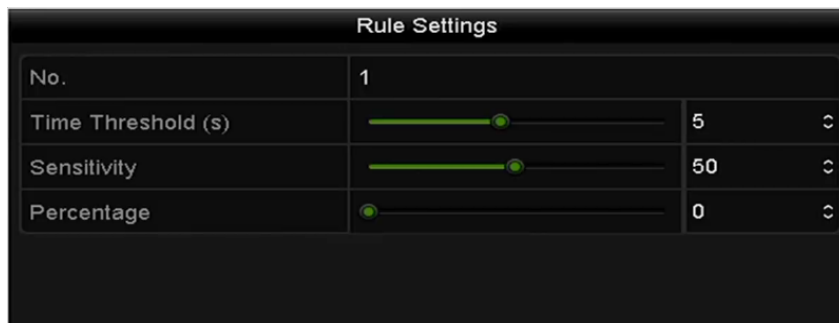 Rule Settings
No. 1
Time Threshold (s) 5
Sensitivity 50
Percentage 0